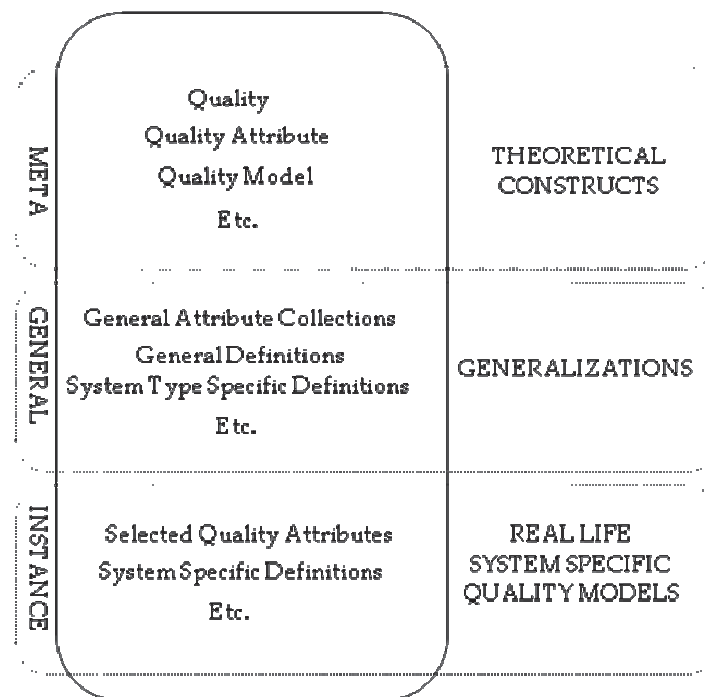 META
Quality
Quality Attribute
Quality Model
Etc.
THEORETICAL
CONSTRUCTS
GENERAL
General Attribute Collections
General Definitions
System Type Specific Definitions
Etc.
GENERALIZATIONS
INSTANCE
Selected Quality Attributes
System Specific Definitions
Etc.
REAL LIFE
SYSTEM SPECIFIC
QUALITY MODELS